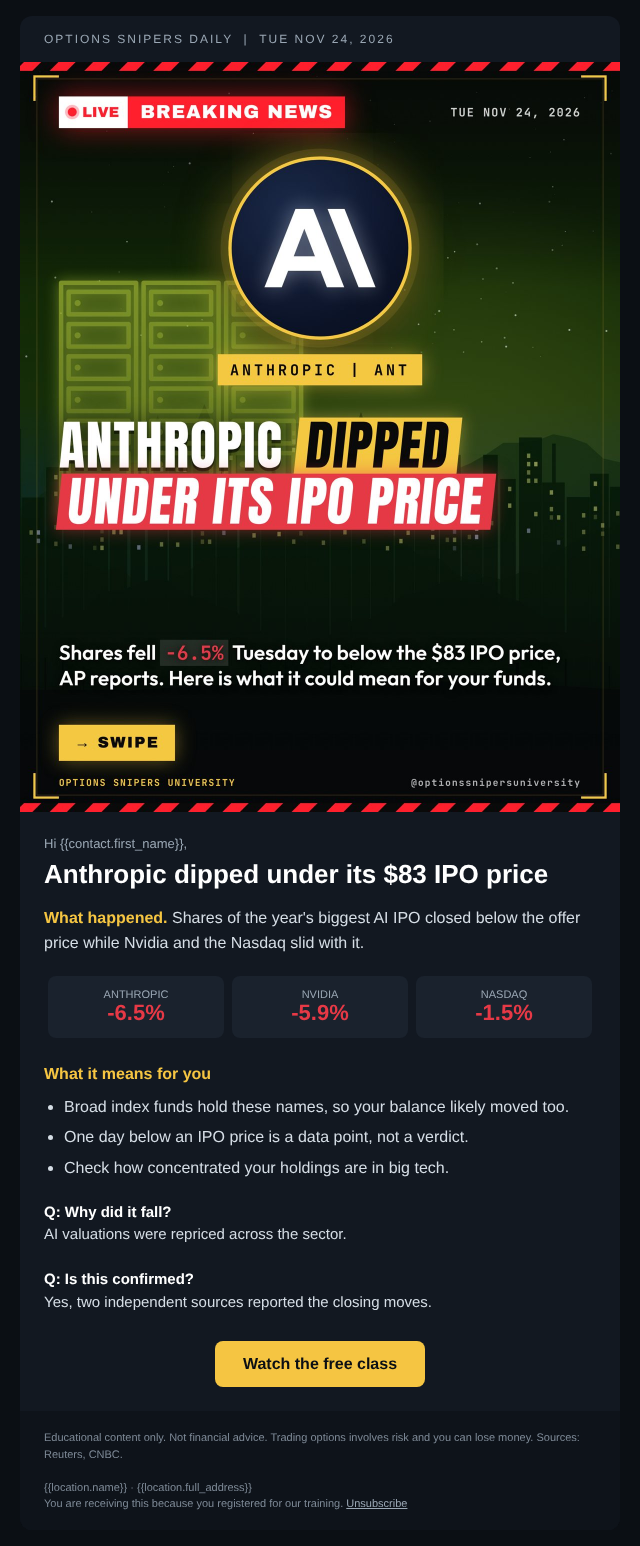 OPTIONS SNIPERS DAILY | TUE NOV 24, 2026
LIVE BREAKING NEWS
TUE NOV 24, 2026
AI
ANTHROPIC | ANT
ANTHROPIC DIPPED
UNDER ITS IPO PRICE
Shares fell -6.5% Tuesday to below the $83 IPO price,
AP reports. Here is what it could mean for your funds.
→ SWIPE
OPTIONS SNIPERS UNIVERSITY
@optionssnipersuniversity
Hi {{contact.first_name}},
Anthropic dipped under its $83 IPO price
What happened. Shares of the year's biggest AI IPO closed below the offer
price while Nvidia and the Nasdaq slid with it.
ANTHROPIC
-6.5%
NVIDIA
-5.9%
NASDAQ
-1.5%
What it means for you
• Broad index funds hold these names, so your balance likely moved too.
• One day below an IPO price is a data point, not a verdict.
• Check how concentrated your holdings are in big tech.
Q: Why did it fall?
AI valuations were repriced across the sector.
Q: Is this confirmed?
Yes, two independent sources reported the closing moves.
Watch the free class
Educational content only. Not financial advice. Trading options involves risk and you can lose money. Sources:
Reuters, CNBC.
{{location.name}} · {{location.full_address}}
You are receiving this because you registered for our training. Unsubscribe